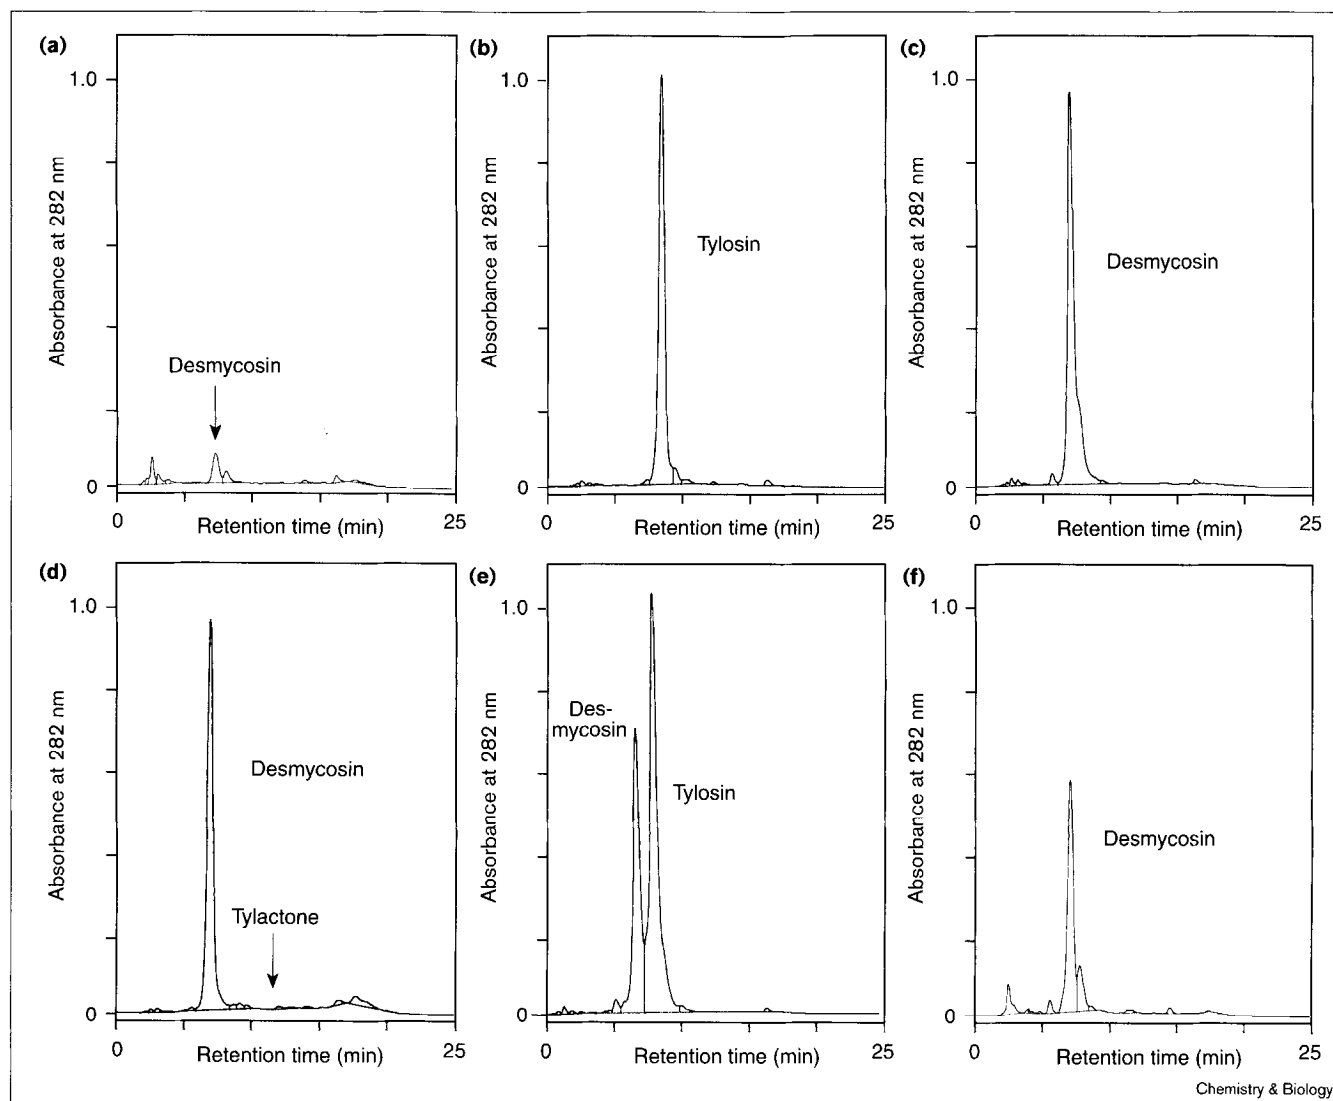 (a)
1.0
Absorbance at 282 nm
Desmycosin
0
0
Retention time (min)
25
(b)
1.0
Absorbance at 282 nm
Tylosin
0
0
Retention time (min)
25
(c)
1.0
Absorbance at 282 nm
Desmycosin
0
0
Retention time (min)
25
(d)
1.0
Absorbance at 282 nm
Desmycosin
Tylactone
0
0
Retention time (min)
25
(e)
1.0
Absorbance at 282 nm
Des-
mycosin
Tylosin
0
0
Retention time (min)
25
(f)
1.0
Absorbance at 282 nm
Desmycosin
0
0
Retention time (min)
25
Chemistry & Biology